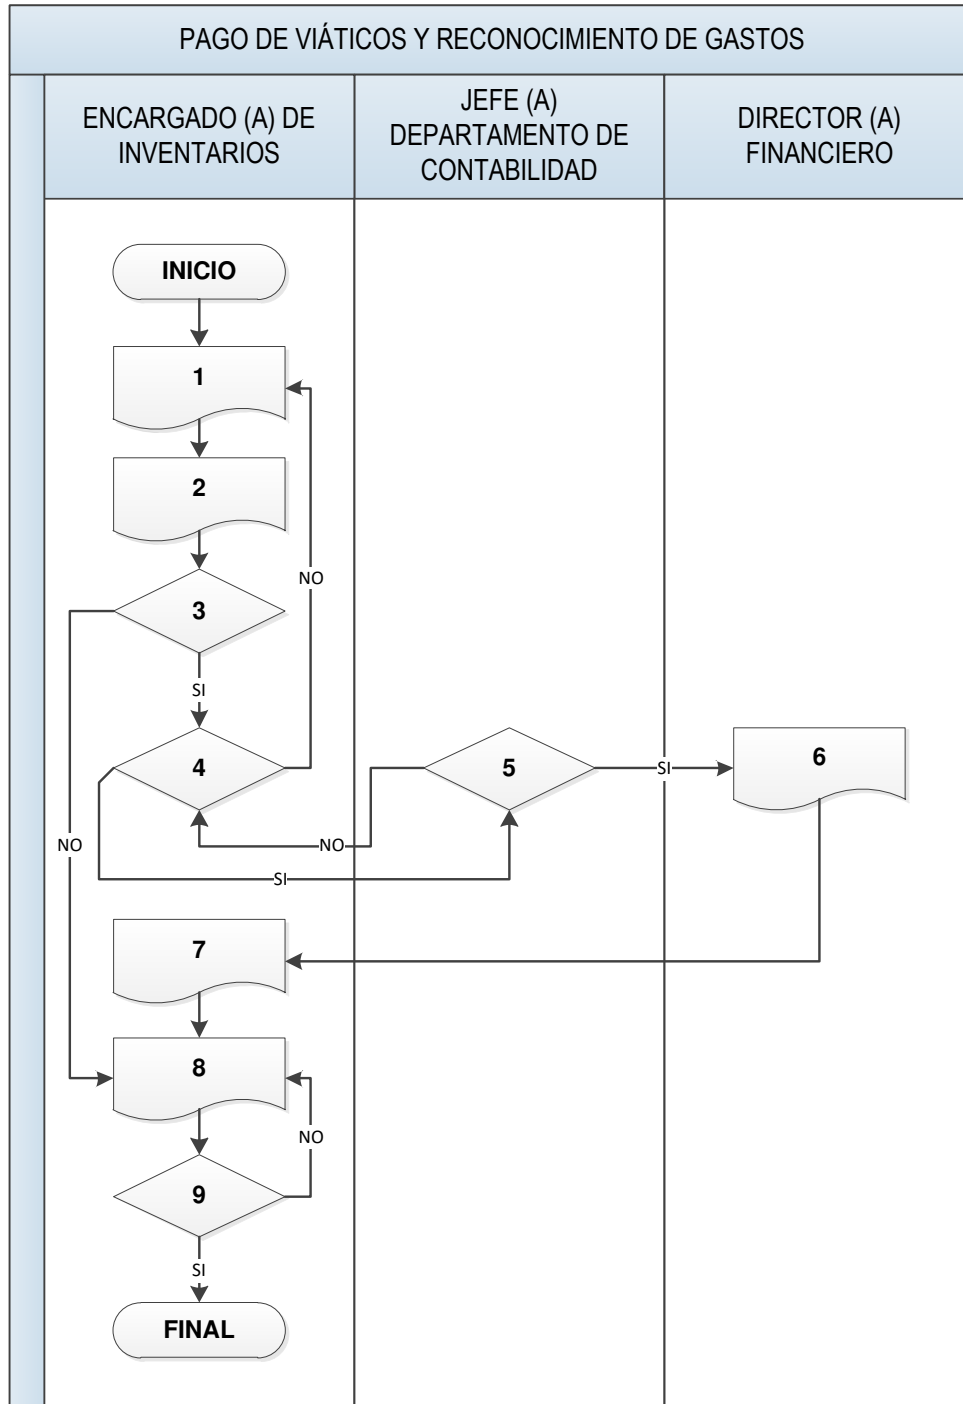 PAGO DE VIÁTICOS Y RECONOCIMIENTO DE GASTOS
ENCARGADO (A) DE
INVENTARIOS
JEFE (A)
DEPARTAMENTO DE
CONTABILIDAD
DIRECTOR (A)
FINANCIERO
INICIO
1
2
NO
3
SI
4
5
SI
6
NO
NO
SI
7
8
NO
9
SI
FINAL